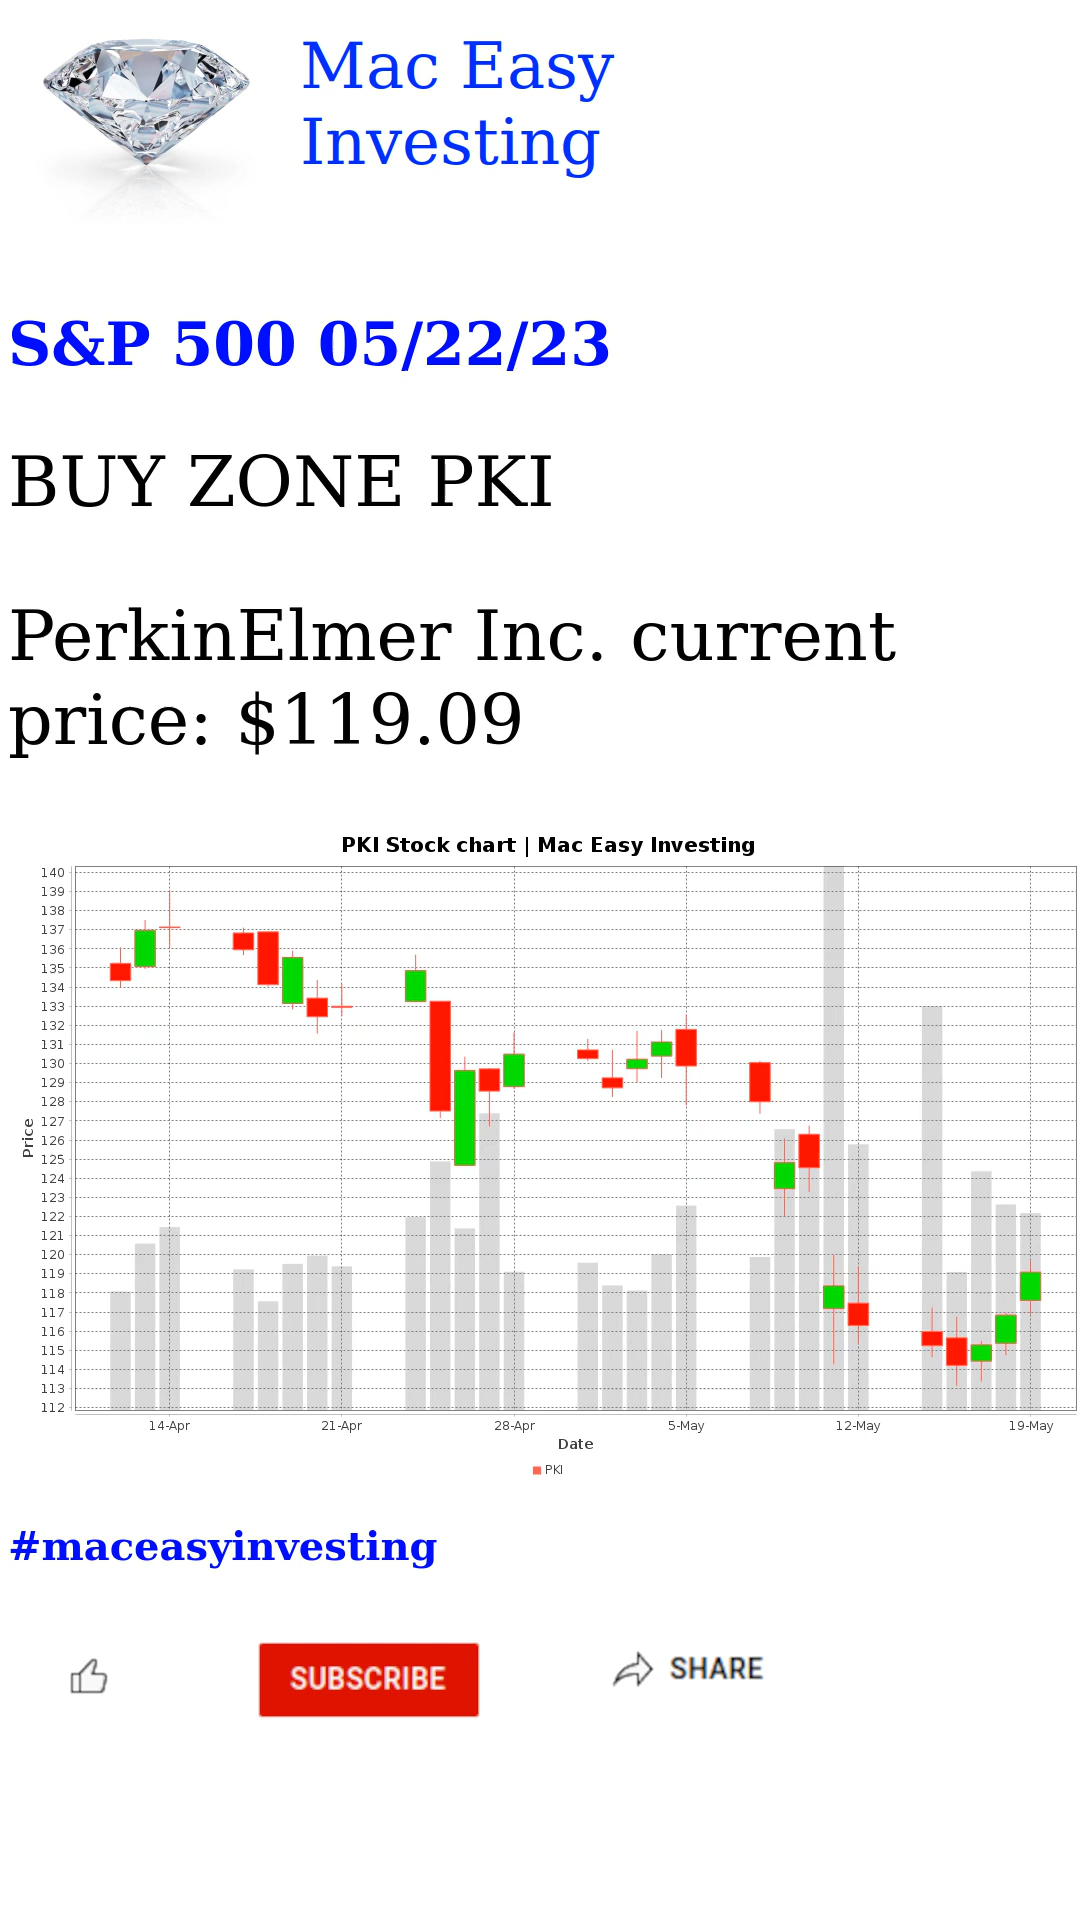 Mac Easy
Investing
S&P 500 05/22/23
BUY ZONE PKI
PerkinElmer Inc. current
price: $119.09
PKI Stock chart | Mac Easy Investing
140
139
138
137
136
135
134
133
132
131
130
129
128
127
126
125
124
123
122
121
120
119
118
117
116
115
114
113
112
Price
14-Apr 21-Apr 28-Apr 5-May 12-May 19-May
Date
PKI
#maceasyinvesting
SUBSCRIBE SHARE